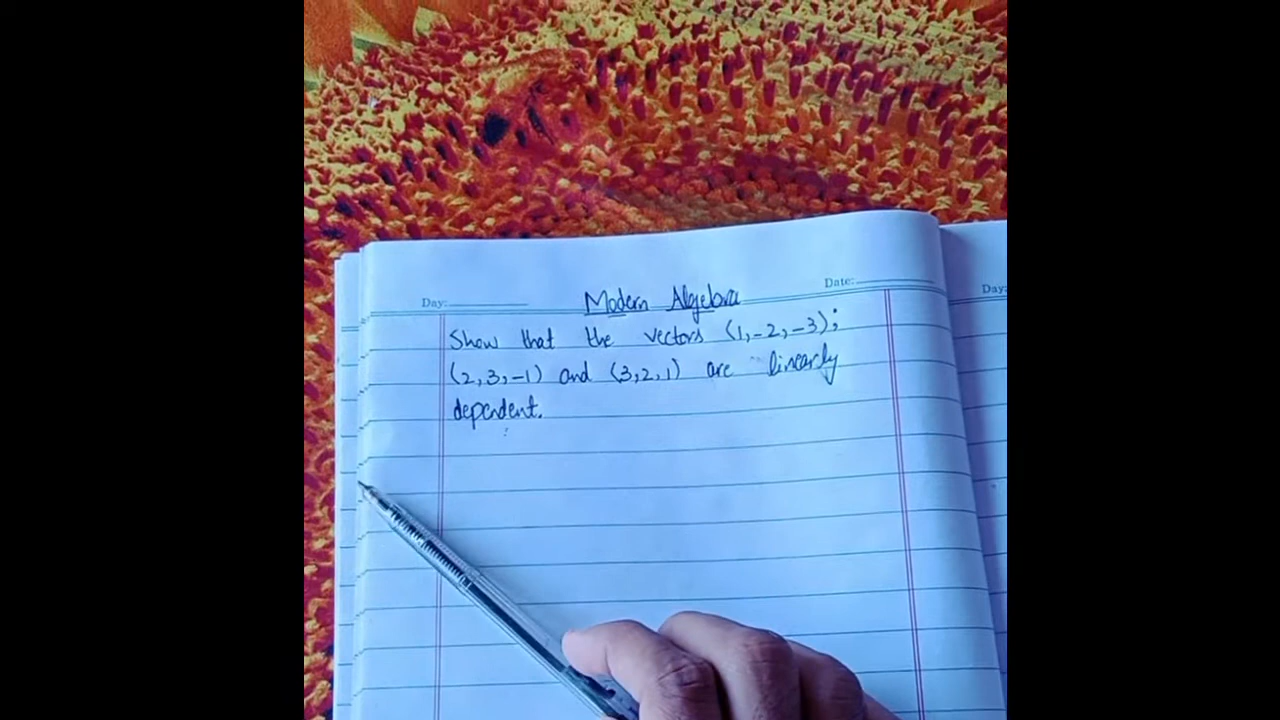 Day:
Date:
Modern Algebra
Show that the vectors (1,-2,-3);
(2,3,-1) and (3,2,1) are linearly
dependent.
Day: